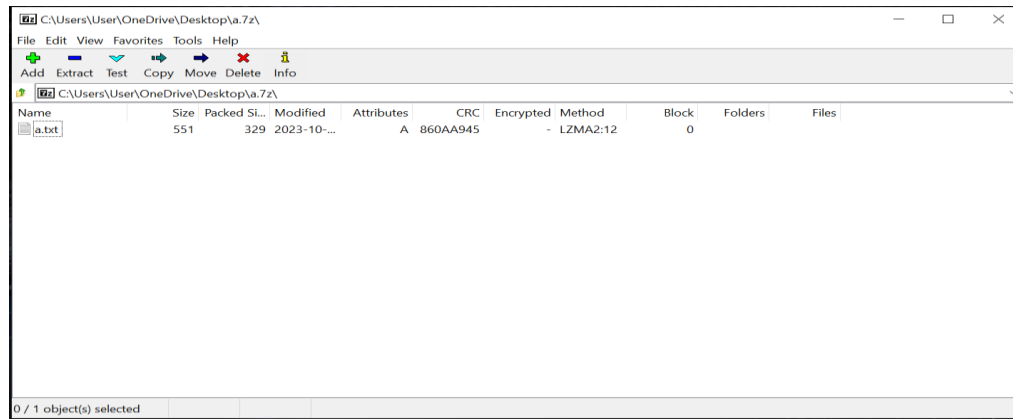 7z C:\Users\User\OneDrive\Desktop\a.7z\
File Edit View Favorites Tools Help
Add Extract Test Copy Move Delete Info
7z C:\Users\User\OneDrive\Desktop\a.7z\
Name Size Packed Si... Modified Attributes CRC Encrypted Method Block Folders Files
a.txt 551 329 2023-10-... A 860AA945 - LZMA2:12 0
0 / 1 object(s) selected